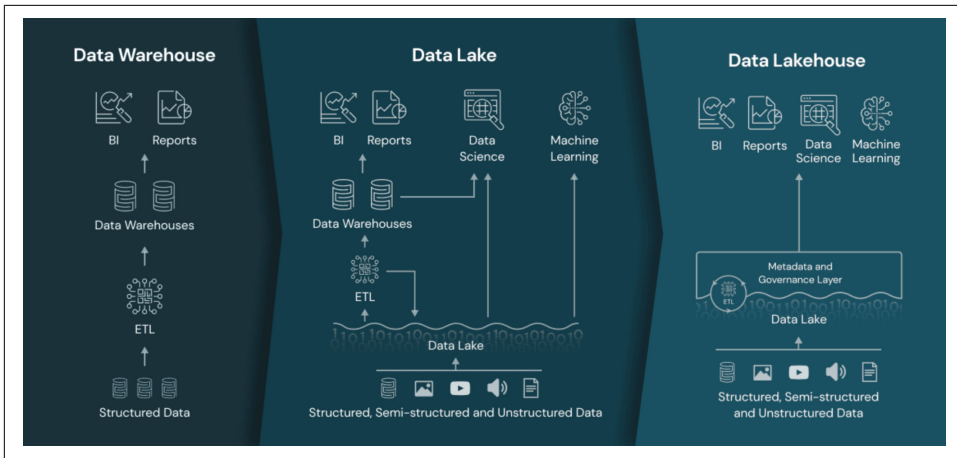 Data Warehouse
BI
Reports
Data Warehouses
ETL
Structured Data
Data Lake
BI
Reports
Data
Science
Machine
Learning
Data Warehouses
ETL
Data Lake
Structured, Semi-structured and Unstructured Data
Data Lakehouse
BI
Reports
Data
Science
Machine
Learning
Metadata and
Governance Layer
ETL
Data Lake
Structured, Semi-structured
and Unstructured Data